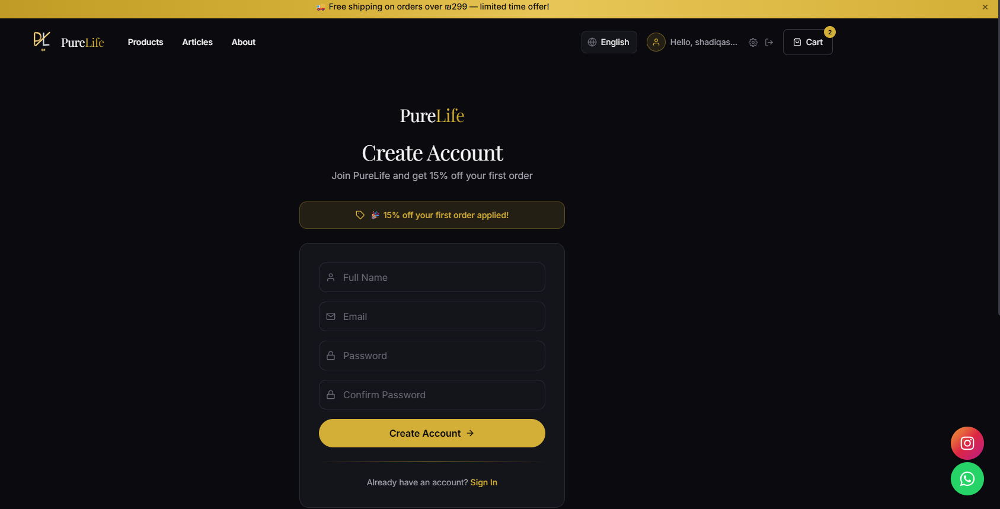 🚚 Free shipping on orders over ₪299 — limited time offer!
PureLife
Products
Articles
About
English
Hello, shadiqas...
Cart
2
PureLife
Create Account
Join PureLife and get 15% off your first order
🎉 15% off your first order applied!
Full Name
Email
Password
Confirm Password
Create Account →
Already have an account? Sign In